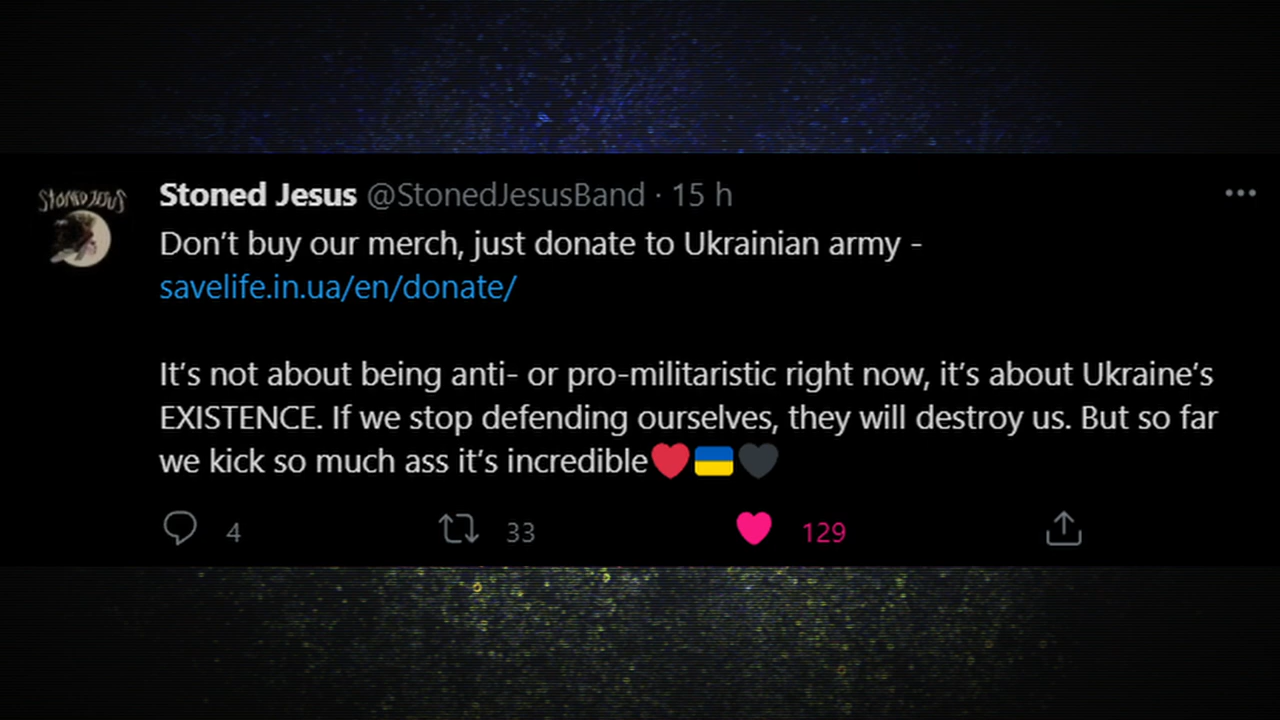 STONED JESUS
Stoned Jesus @StonedJesusBand · 15 h
Don’t buy our merch, just donate to Ukrainian army -
savelife.in.ua/en/donate/
It’s not about being anti- or pro-militaristic right now, it’s about Ukraine’s
EXISTENCE. If we stop defending ourselves, they will destroy us. But so far
we kick so much ass it’s incredible❤️🇺🇦🖤
4 33 129